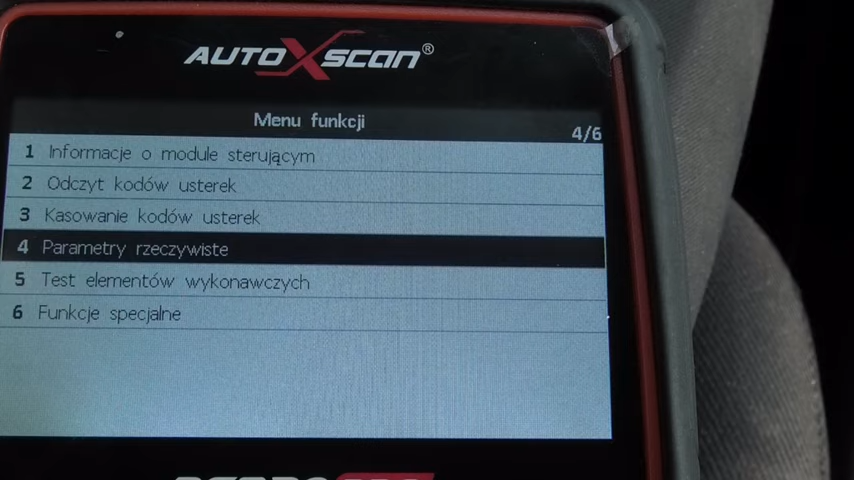 AUTOXSCAN®
Menu funkcji
4/6
1 Informacje o module sterującym
2 Odczyt kodów usterek
3 Kasowanie kodów usterek
4 Parametry rzeczywiste
5 Test elementów wykonawczych
6 Funkcje specjalne